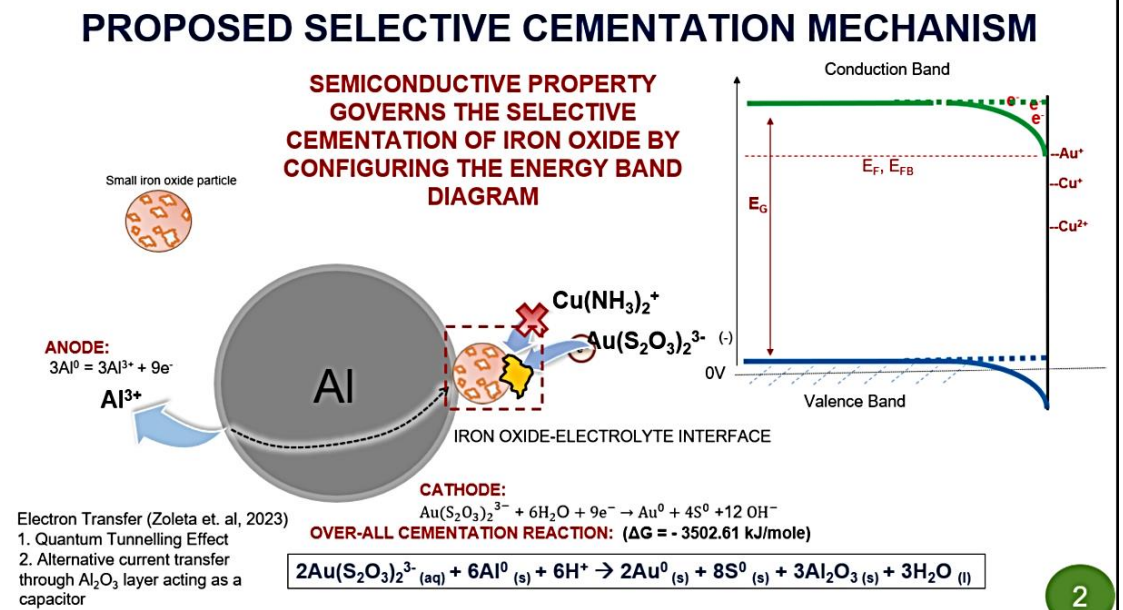 PROPOSED SELECTIVE CEMENTATION MECHANISM
SEMICONDUCTIVE PROPERTY
GOVERNS THE SELECTIVE
CEMENTATION OF IRON OXIDE BY
CONFIGURING THE ENERGY BAND
DIAGRAM
Small iron oxide particle
Conduction Band
e⁻
e⁻
e⁻
E_F, E_FB
--Au⁺
--Cu⁺
--Cu²⁺
E_G
(-)
0V
Valence Band
Cu(NH₃)₂⁺
Au(S₂O₃)₂³⁻
ANODE:
3Al⁰ = 3Al³⁺ + 9e⁻
Al³⁺
Al
IRON OXIDE-ELECTROLYTE INTERFACE
CATHODE:
Au(S₂O₃)₂³⁻ + 6H₂O + 9e⁻ → Au⁰ + 4S⁰ +12 OH⁻
OVER-ALL CEMENTATION REACTION: (ΔG = - 3502.61 kJ/mole)
2Au(S₂O₃)₂³⁻ (aq) + 6Al⁰ (s) + 6H⁺ → 2Au⁰ (s) + 8S⁰ (s) + 3Al₂O₃ (s) + 3H₂O (l)
Electron Transfer (Zoleta et. al, 2023)
1. Quantum Tunnelling Effect
2. Alternative current transfer
through Al₂O₃ layer acting as a
capacitor
2